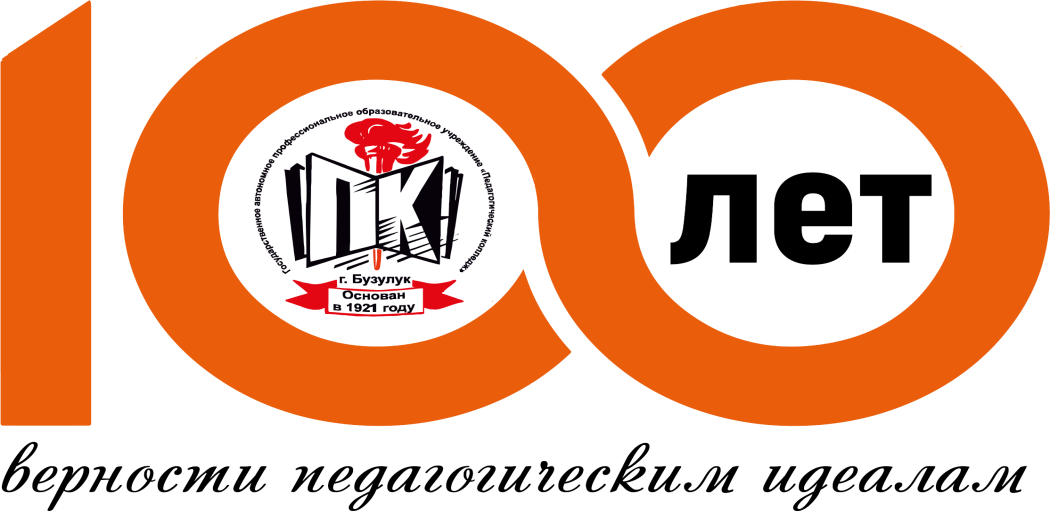 100
лет
Государственное автономное профессиональное образовательное учреждение «Педагогический колледж»
ПК
г. Бузулук
Основан
в 1921 году
верности педагогическим идеалам